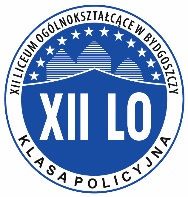 XII LICEUM OGÓLNOKSZTAŁCĄCE W BYDGOSZCZY
XII LO
KLASA POLICYJNA